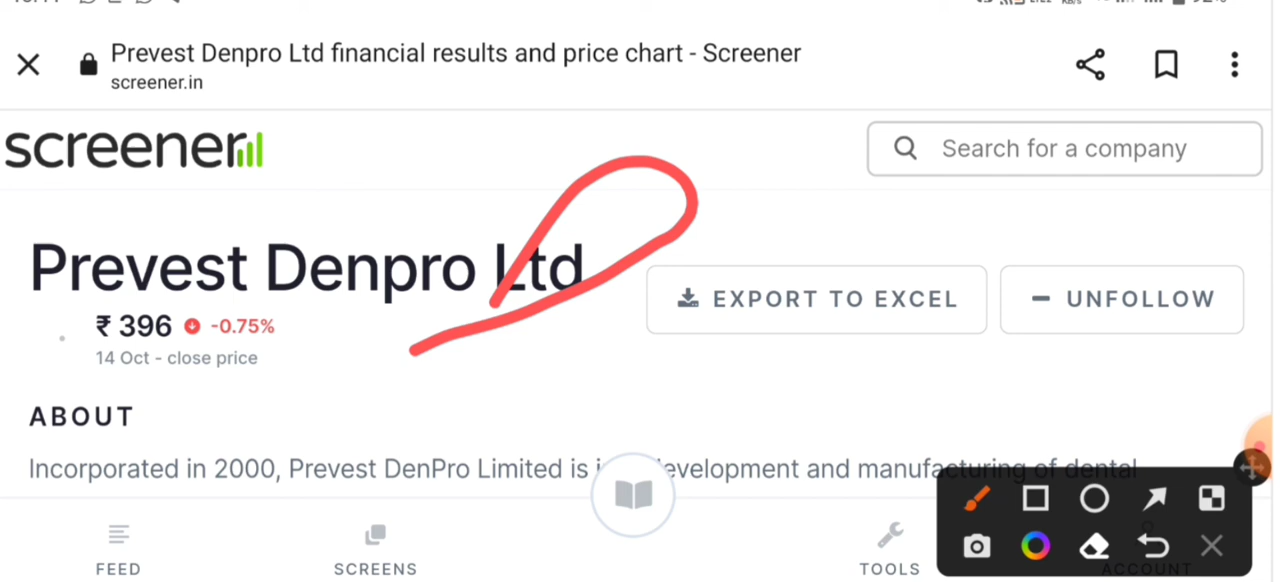 Prevest Denpro Ltd financial results and price chart - Screener
screener.in
screener
Search for a company
Prevest Denpro Ltd
EXPORT TO EXCEL
UNFOLLOW
₹ 396 -0.75%
14 Oct - close price
ABOUT
Incorporated in 2000, Prevest DenPro Limited is evelopment and manufacturing of dental
FEED
SCREENS
TOOLS
ACCOUNT